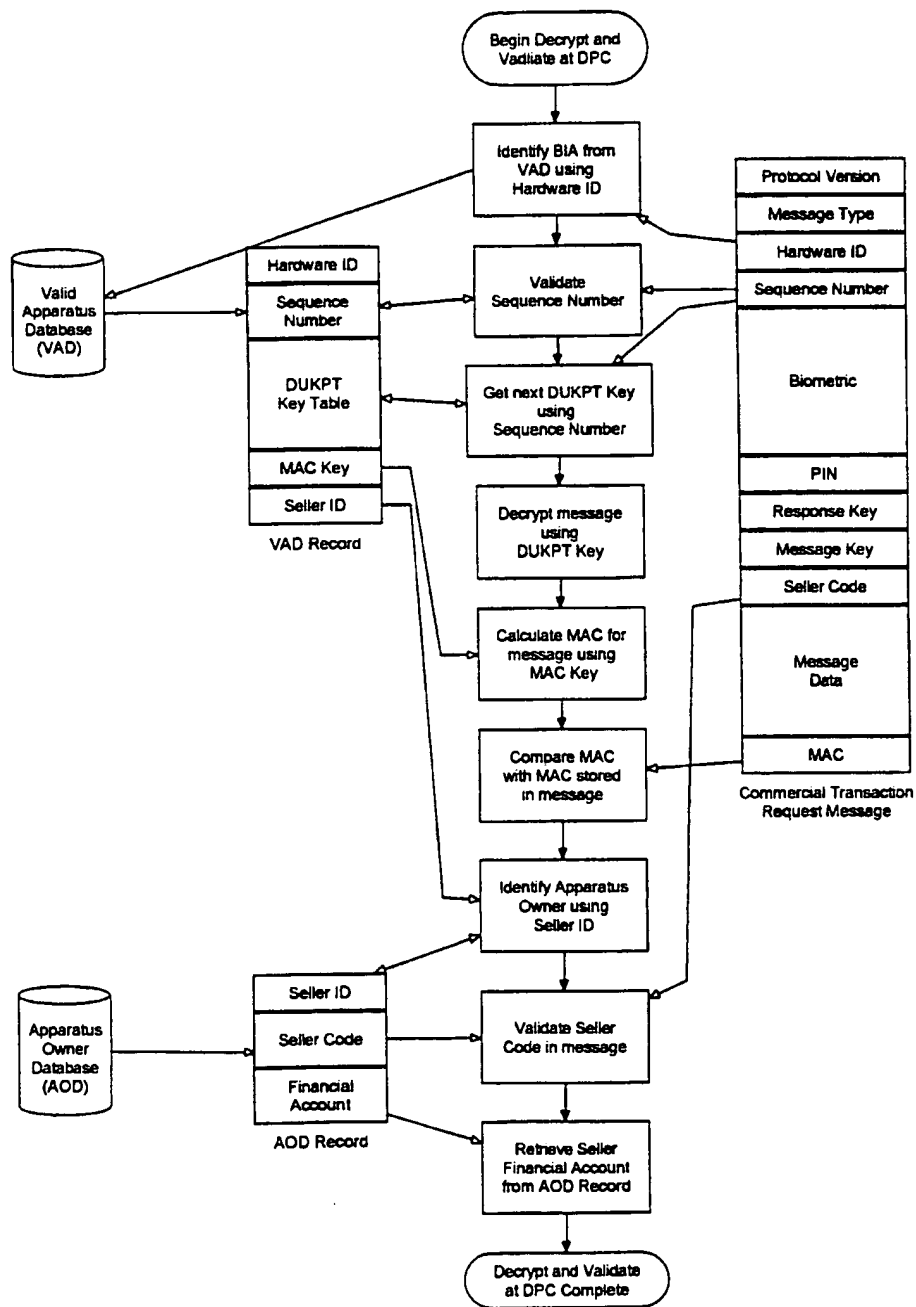 Begin Decrypt and
Vadliate at DPC
Identify BIA from
VAD using
Hardware ID
Protocol Version
Message Type
Hardware ID
Sequence Number
Biometric
PIN
Response Key
Message Key
Seller Code
Message
Data
MAC
Commercial Transaction
Request Message
Valid
Apparatus
Database
(VAD)
Hardware ID
Sequence
Number
DUKPT
Key Table
MAC Key
Seller ID
VAD Record
Validate
Sequence Number
Get next DUKPT Key
using
Sequence Number
Decrypt message
using
DUKPT Key
Calculate MAC for
message using
MAC Key
Compare MAC
with MAC stored
in message
Identify Apparatus
Owner using
Seller ID
Apparatus
Owner
Database
(AOD)
Seller ID
Seller Code
Financial
Account
AOD Record
Validate Seller
Code in message
Retrieve Seller
Financial Account
from AOD Record
Decrypt and Validate
at DPC Complete